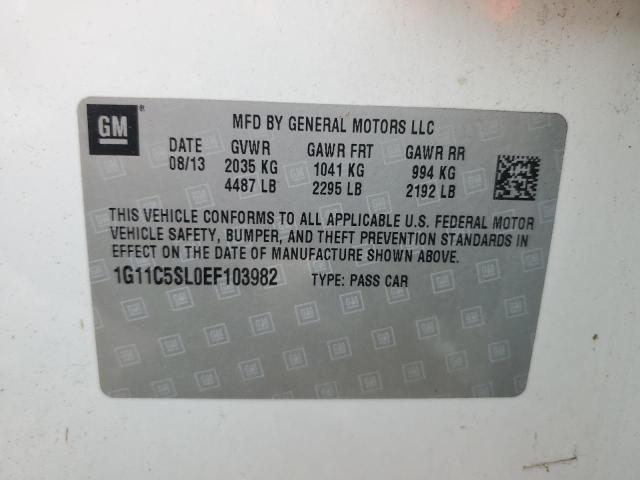 GM®
MFD BY GENERAL MOTORS LLC
DATE GVWR GAWR FRT GAWR RR
08/13 2035 KG 1041 KG 994 KG
4487 LB 2295 LB 2192 LB
THIS VEHICLE CONFORMS TO ALL APPLICABLE U.S. FEDERAL MOTOR
VEHICLE SAFETY, BUMPER, AND THEFT PREVENTION STANDARDS IN
EFFECT ON THE DATE OF MANUFACTURE SHOWN ABOVE.
1G11C5SL0EF103982 TYPE: PASS CAR